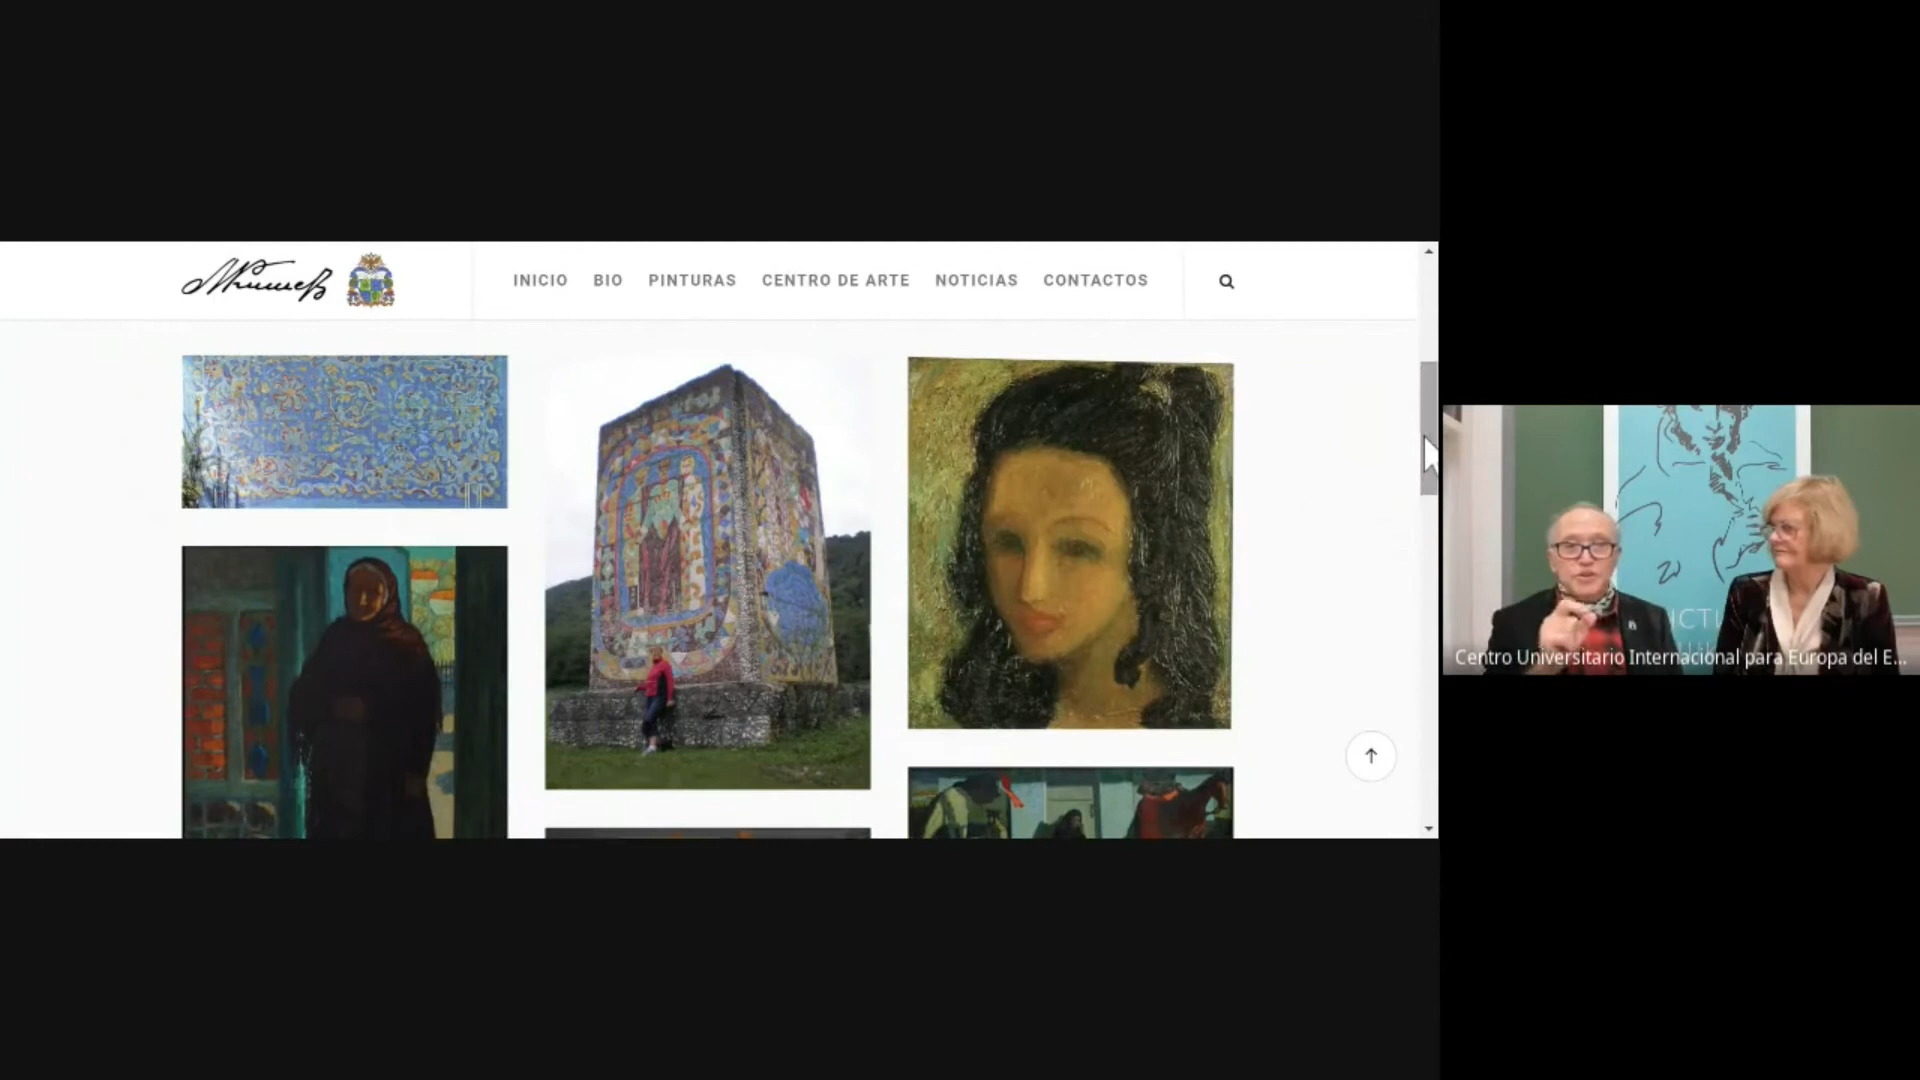 INICIO BIO PINTURAS CENTRO DE ARTE NOTICIAS CONTACTOS
Centro Universitario Internacional para Europa del E...